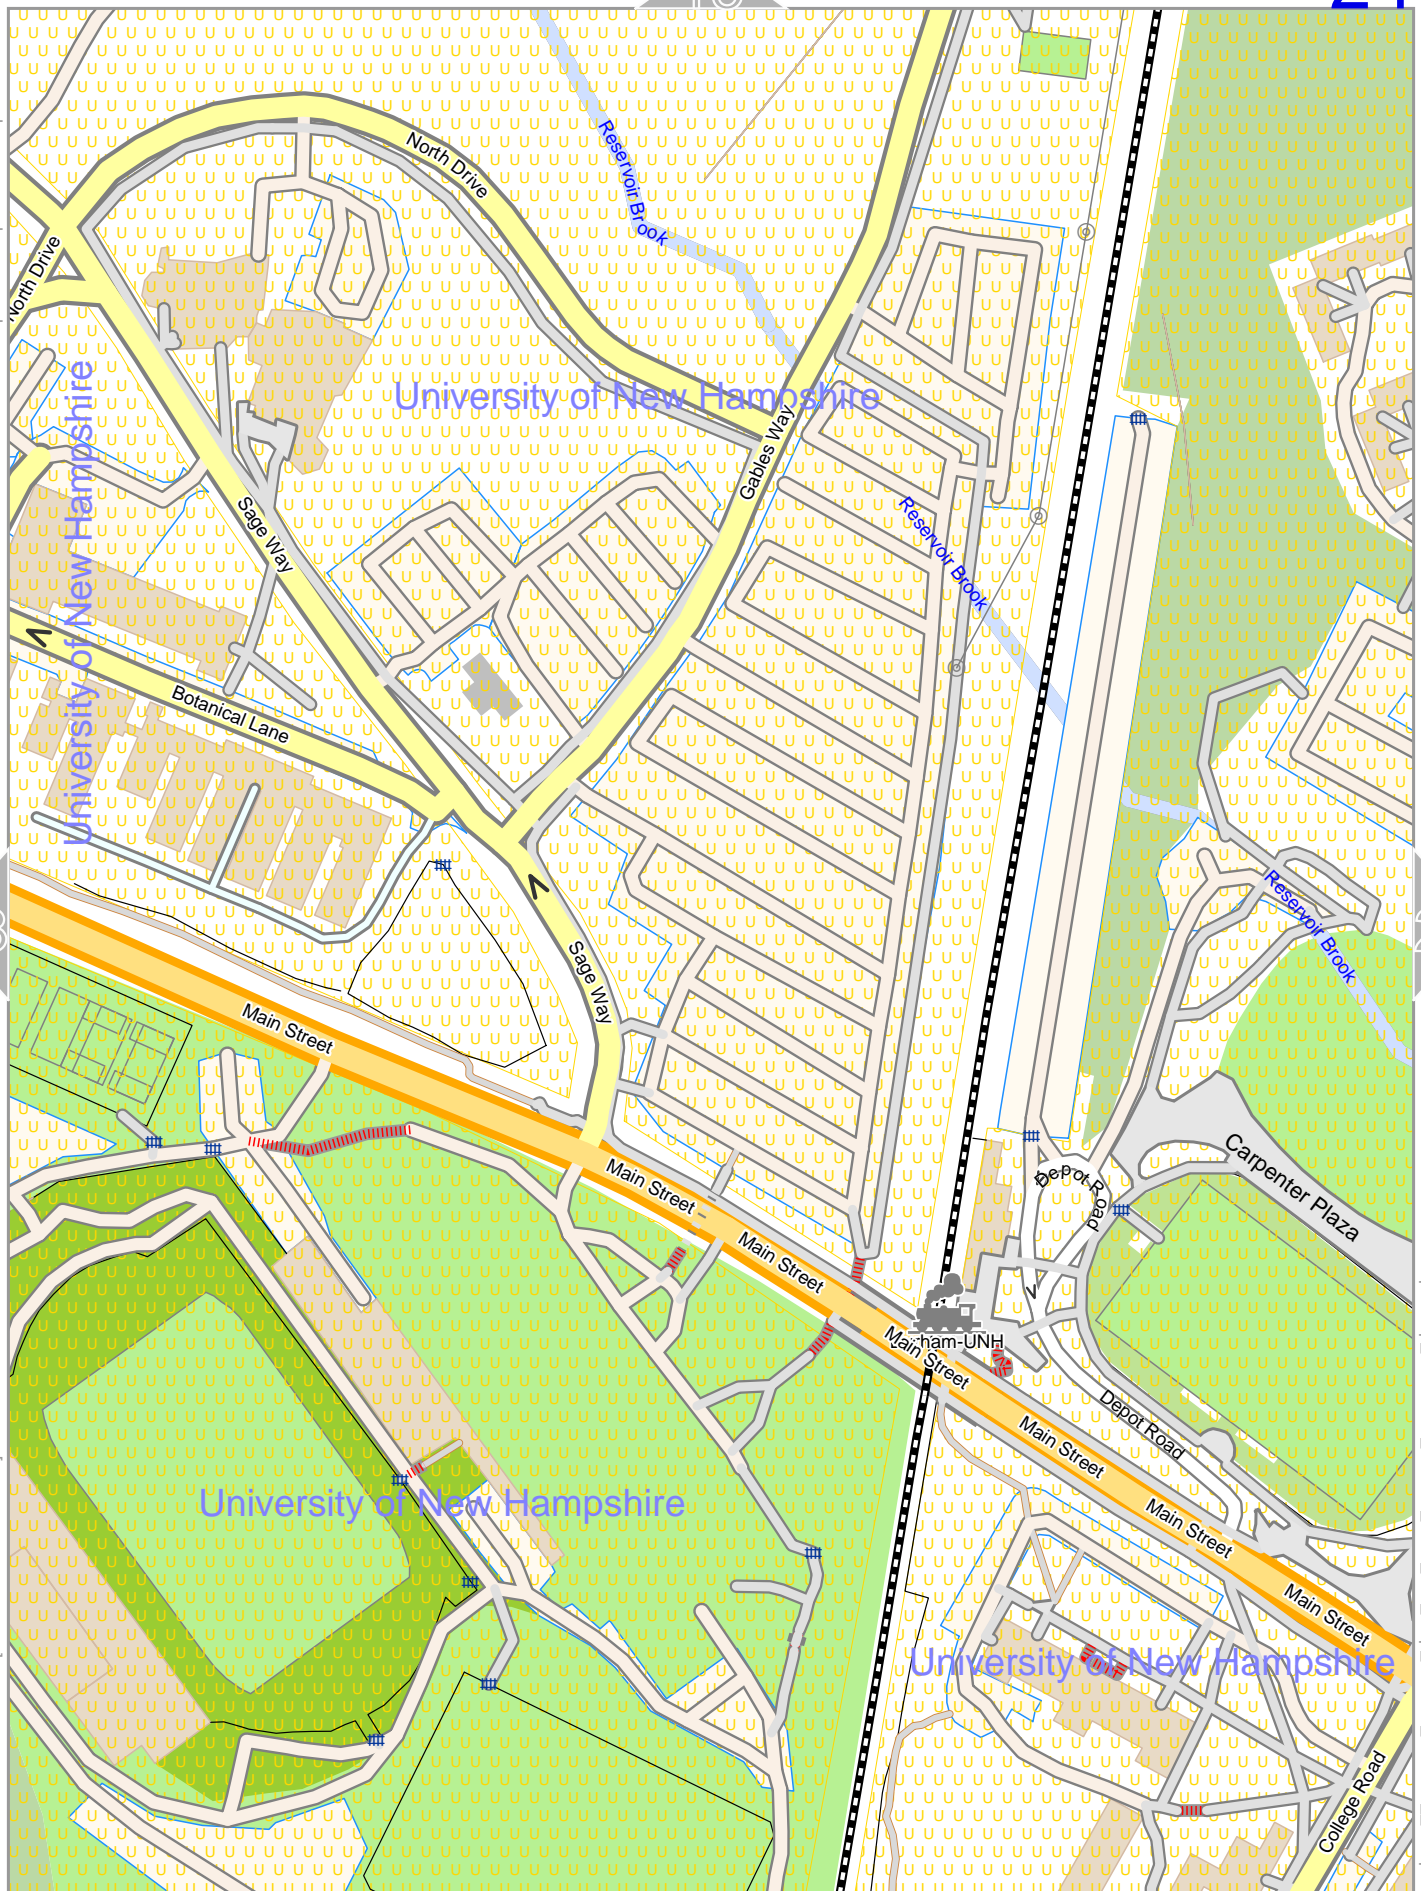 North Drive
Reservoir Brook
North Drive
University of New Hampshire
University of New Hampshire
Gables Way
Sage Way
Reservoir Brook
Botanical Lane
Reservoir Brook
Sage Way
Main Street
Carpenter Plaza
Depot Road
Main Street
Main Street
Main Street
Depot Road
Main Street
University of New Hampshire
Main Street
Main Street
University of New Hampshire
College Road